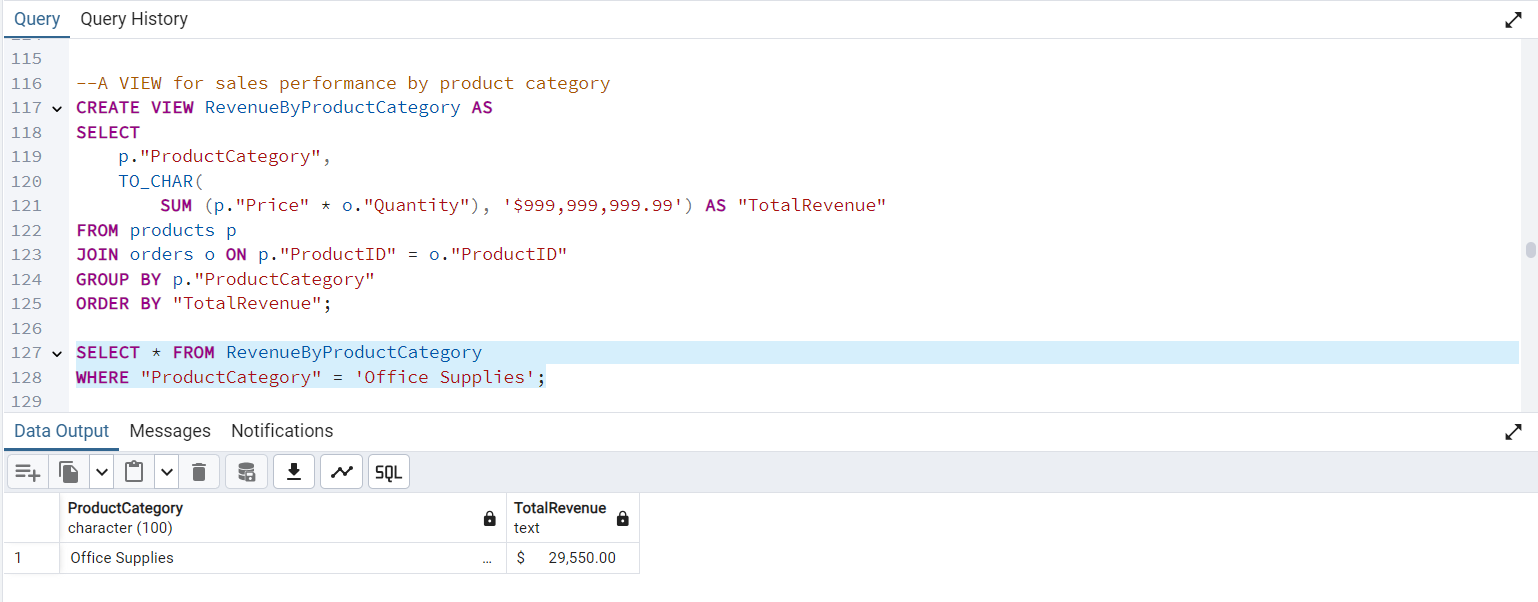 Query Query History
115
116 --A VIEW for sales performance by product category
117 CREATE VIEW RevenueByProductCategory AS
118 SELECT
119 p."ProductCategory",
120 TO_CHAR(
121 SUM (p."Price" * o."Quantity"), '$999,999,999.99') AS "TotalRevenue"
122 FROM products p
123 JOIN orders o ON p."ProductID" = o."ProductID"
124 GROUP BY p."ProductCategory"
125 ORDER BY "TotalRevenue";
126
127 SELECT * FROM RevenueByProductCategory
128 WHERE "ProductCategory" = 'Office Supplies';
129
Data Output Messages Notifications
SQL
ProductCategory TotalRevenue
character (100) text
1 Office Supplies ... $ 29,550.00